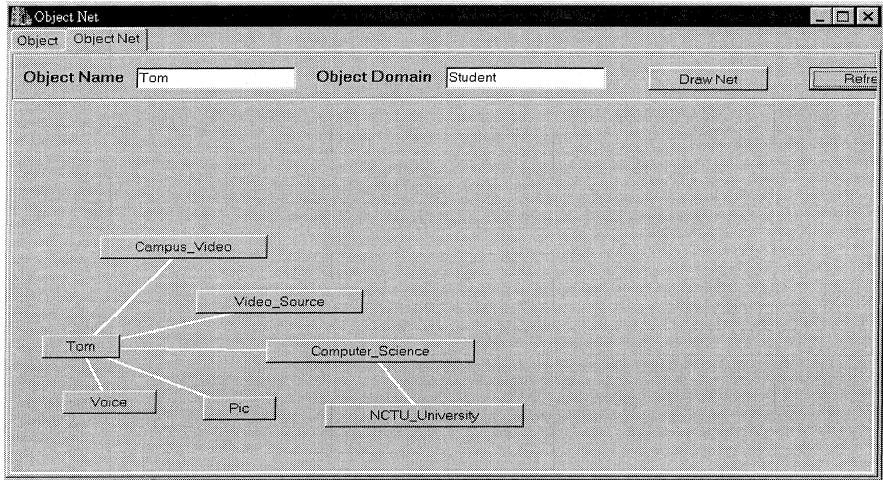 Object Net
Object Object Net
Object Name Tom Object Domain Student Draw Net Refre
Campus_Video
Video_Source
Tom
Computer_Science
Voice
Pic
NCTU_University